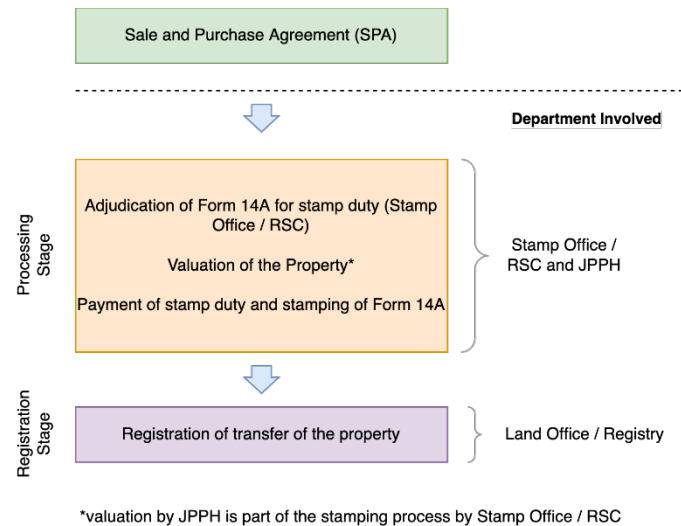 Sale and Purchase Agreement (SPA)
Department Involved
Processing
Stage
Adjudication of Form 14A for stamp duty (Stamp
Office / RSC)
Valuation of the Property*
Payment of stamp duty and stamping of Form 14A
Stamp Office /
RSC and JPPH
Registration
Stage
Registration of transfer of the property
Land Office / Registry
*valuation by JPPH is part of the stamping process by Stamp Office / RSC